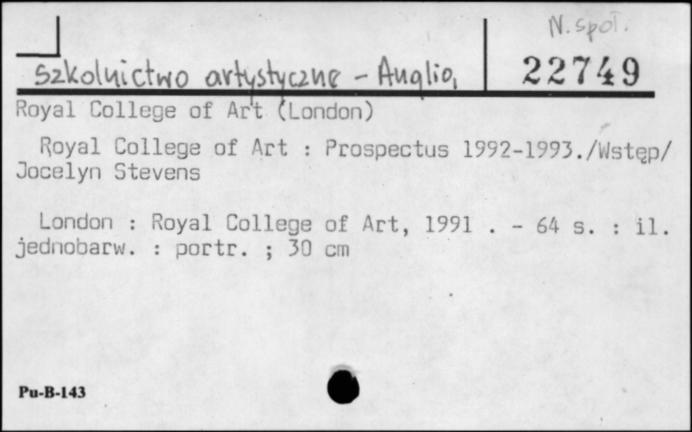 N. społ.
Szkolnictwo artystyczne - Anglia,
22749
Royal College of Art (London)
Royal College of Art : Prospectus 1992-1993./Wstęp/
Jocelyn Stevens
London : Royal College of Art, 1991 . - 64 s. : il.
jednobarw. : portr. ; 30 cm
Pu-B-143